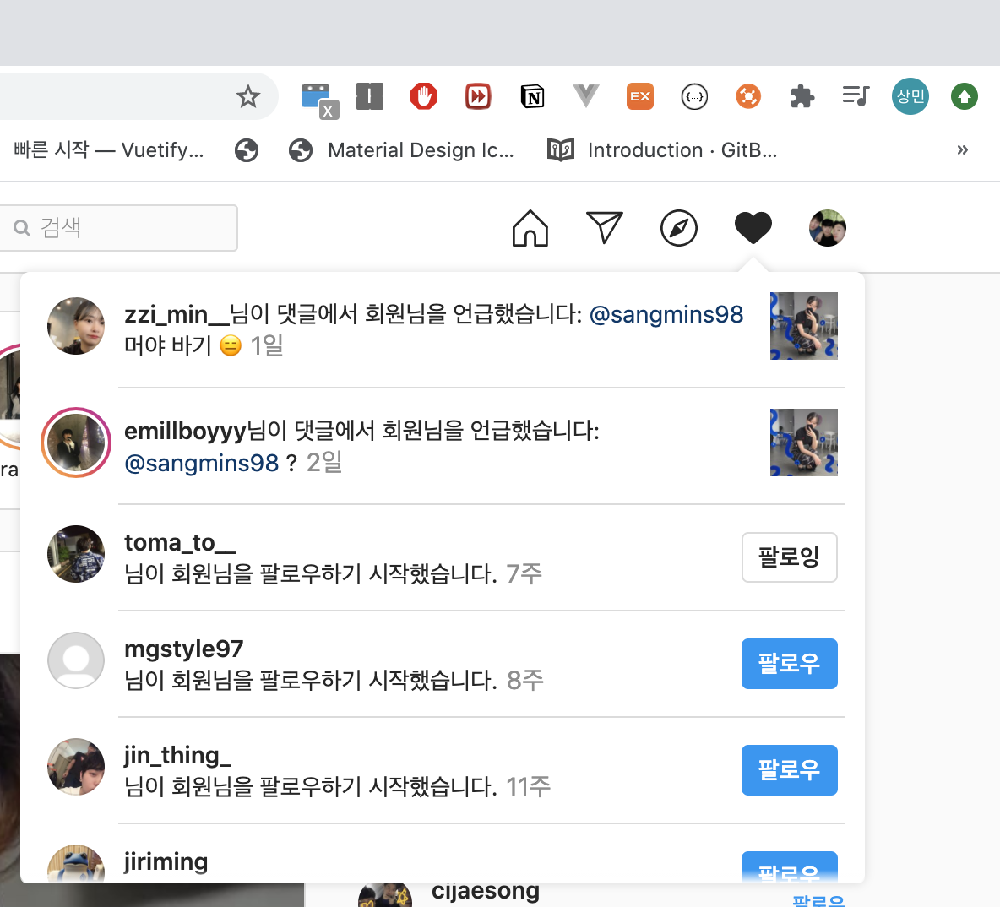 X
N
EX
{...}
상민
빠른 시작 — Vuetify...
Material Design Ic...
Introduction · GitB...
»
검색
zzi_min__님이 댓글에서 회원님을 언급했습니다: @sangmins98
머야 바기 😑 1일
emillboyyy님이 댓글에서 회원님을 언급했습니다:
@sangmins98 ? 2일
ra
toma_to__
님이 회원님을 팔로우하기 시작했습니다. 7주
팔로잉
mgstyle97
님이 회원님을 팔로우하기 시작했습니다. 8주
팔로우
jin_thing_
님이 회원님을 팔로우하기 시작했습니다. 11주
팔로우
jiriming
팔로우
cijaesong
팔로우